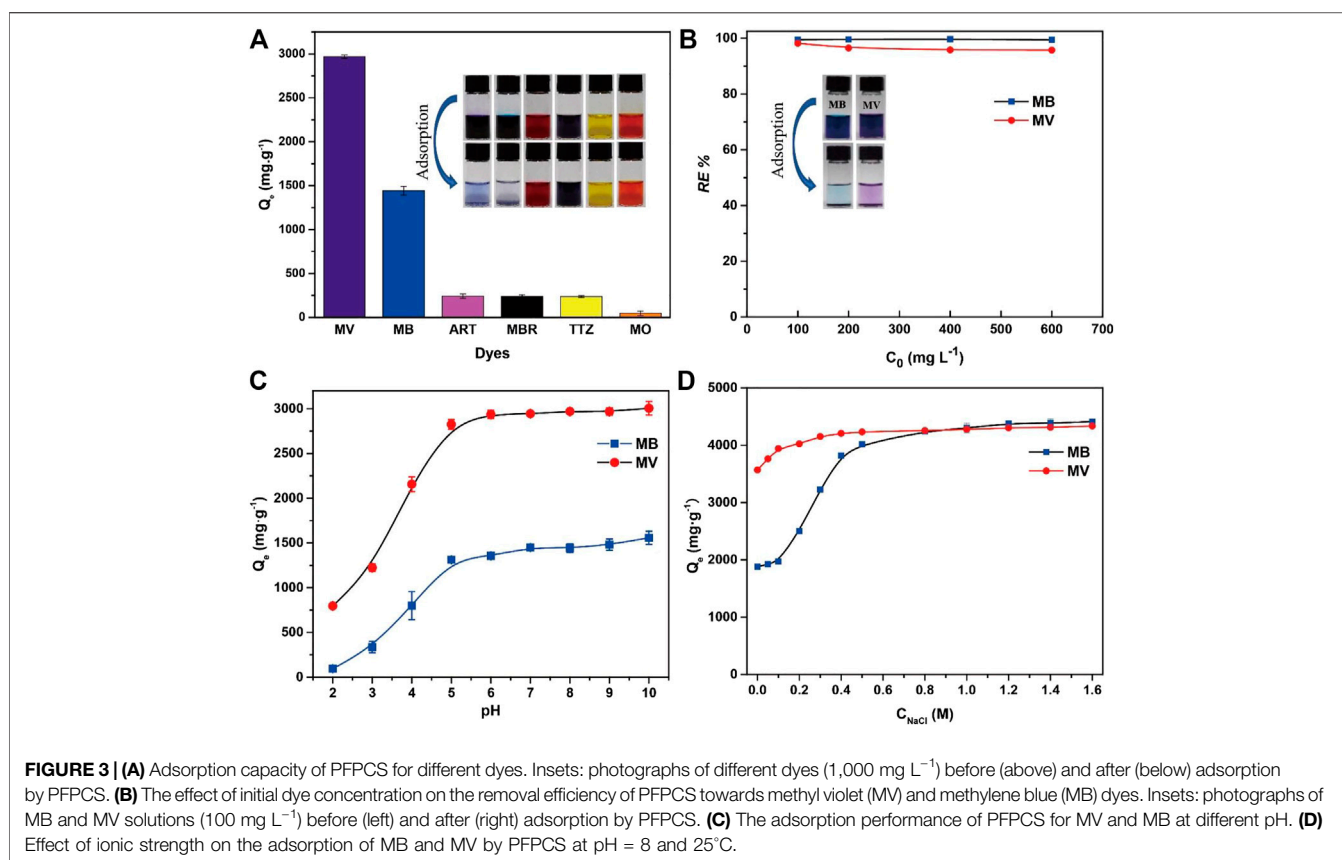 A
3000
2500
2000
1500
1000
500
0
Qe (mg.g-1)
Adsorption
MV MB ART MBR TTZ MO
Dyes
B
100
80
60
40
20
0
RE %
MB MV
Adsorption
MB
MV
0 100 200 300 400 500 600 700
C0 (mg L-1)
C
3000
2500
2000
1500
1000
500
0
Qe (mg·g-1)
MB
MV
2 3 4 5 6 7 8 9 10
pH
D
5000
4000
3000
2000
1000
0
Qe (mg·g-1)
MB
MV
0.0 0.2 0.4 0.6 0.8 1.0 1.2 1.4 1.6
CNaCl (M)
FIGURE 3 | (A) Adsorption capacity of PFPCS for different dyes. Insets: photographs of different dyes (1,000 mg L−1) before (above) and after (below) adsorption
by PFPCS. (B) The effect of initial dye concentration on the removal efficiency of PFPCS towards methyl violet (MV) and methylene blue (MB) dyes. Insets: photographs of
MB and MV solutions (100 mg L−1) before (left) and after (right) adsorption by PFPCS. (C) The adsorption performance of PFPCS for MV and MB at different pH. (D)
Effect of ionic strength on the adsorption of MB and MV by PFPCS at pH = 8 and 25°C.